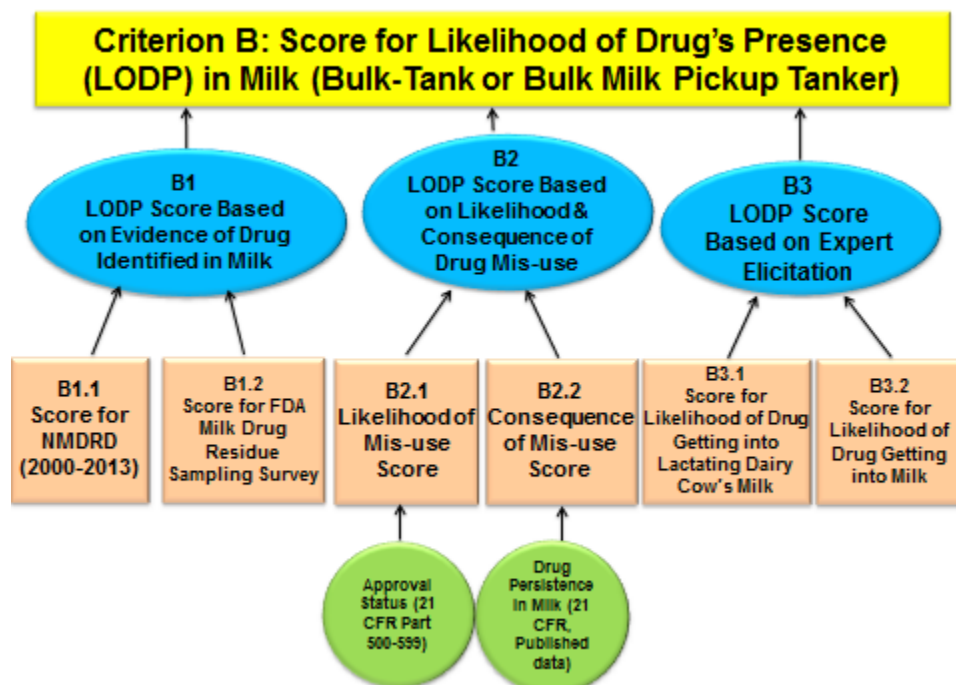 Criterion B: Score for Likelihood of Drug's Presence
(LODP) in Milk (Bulk-Tank or Bulk Milk Pickup Tanker)
B1
LODP Score Based
on Evidence of Drug
Identified in Milk
B2
LODP Score Based
on Likelihood &
Consequence of
Drug Mis-use
B3
LODP Score
Based on Expert
Elicitation
B1.1
Score for
NMDRD
(2000-2013)
B1.2
Score for FDA
Milk Drug
Residue
Sampling Survey
B2.1
Likelihood of
Mis-use
Score
B2.2
Consequence
of Mis-use
Score
B3.1
Score for
Likelihood of Drug
Getting into
Lactating Dairy
Cow's Milk
B3.2
Score for
Likelihood of
Drug Getting
into Milk
Approval
Status (21
CFR Part
500-599)
Drug
Persistence
in Milk (21
CFR,
Published
data)